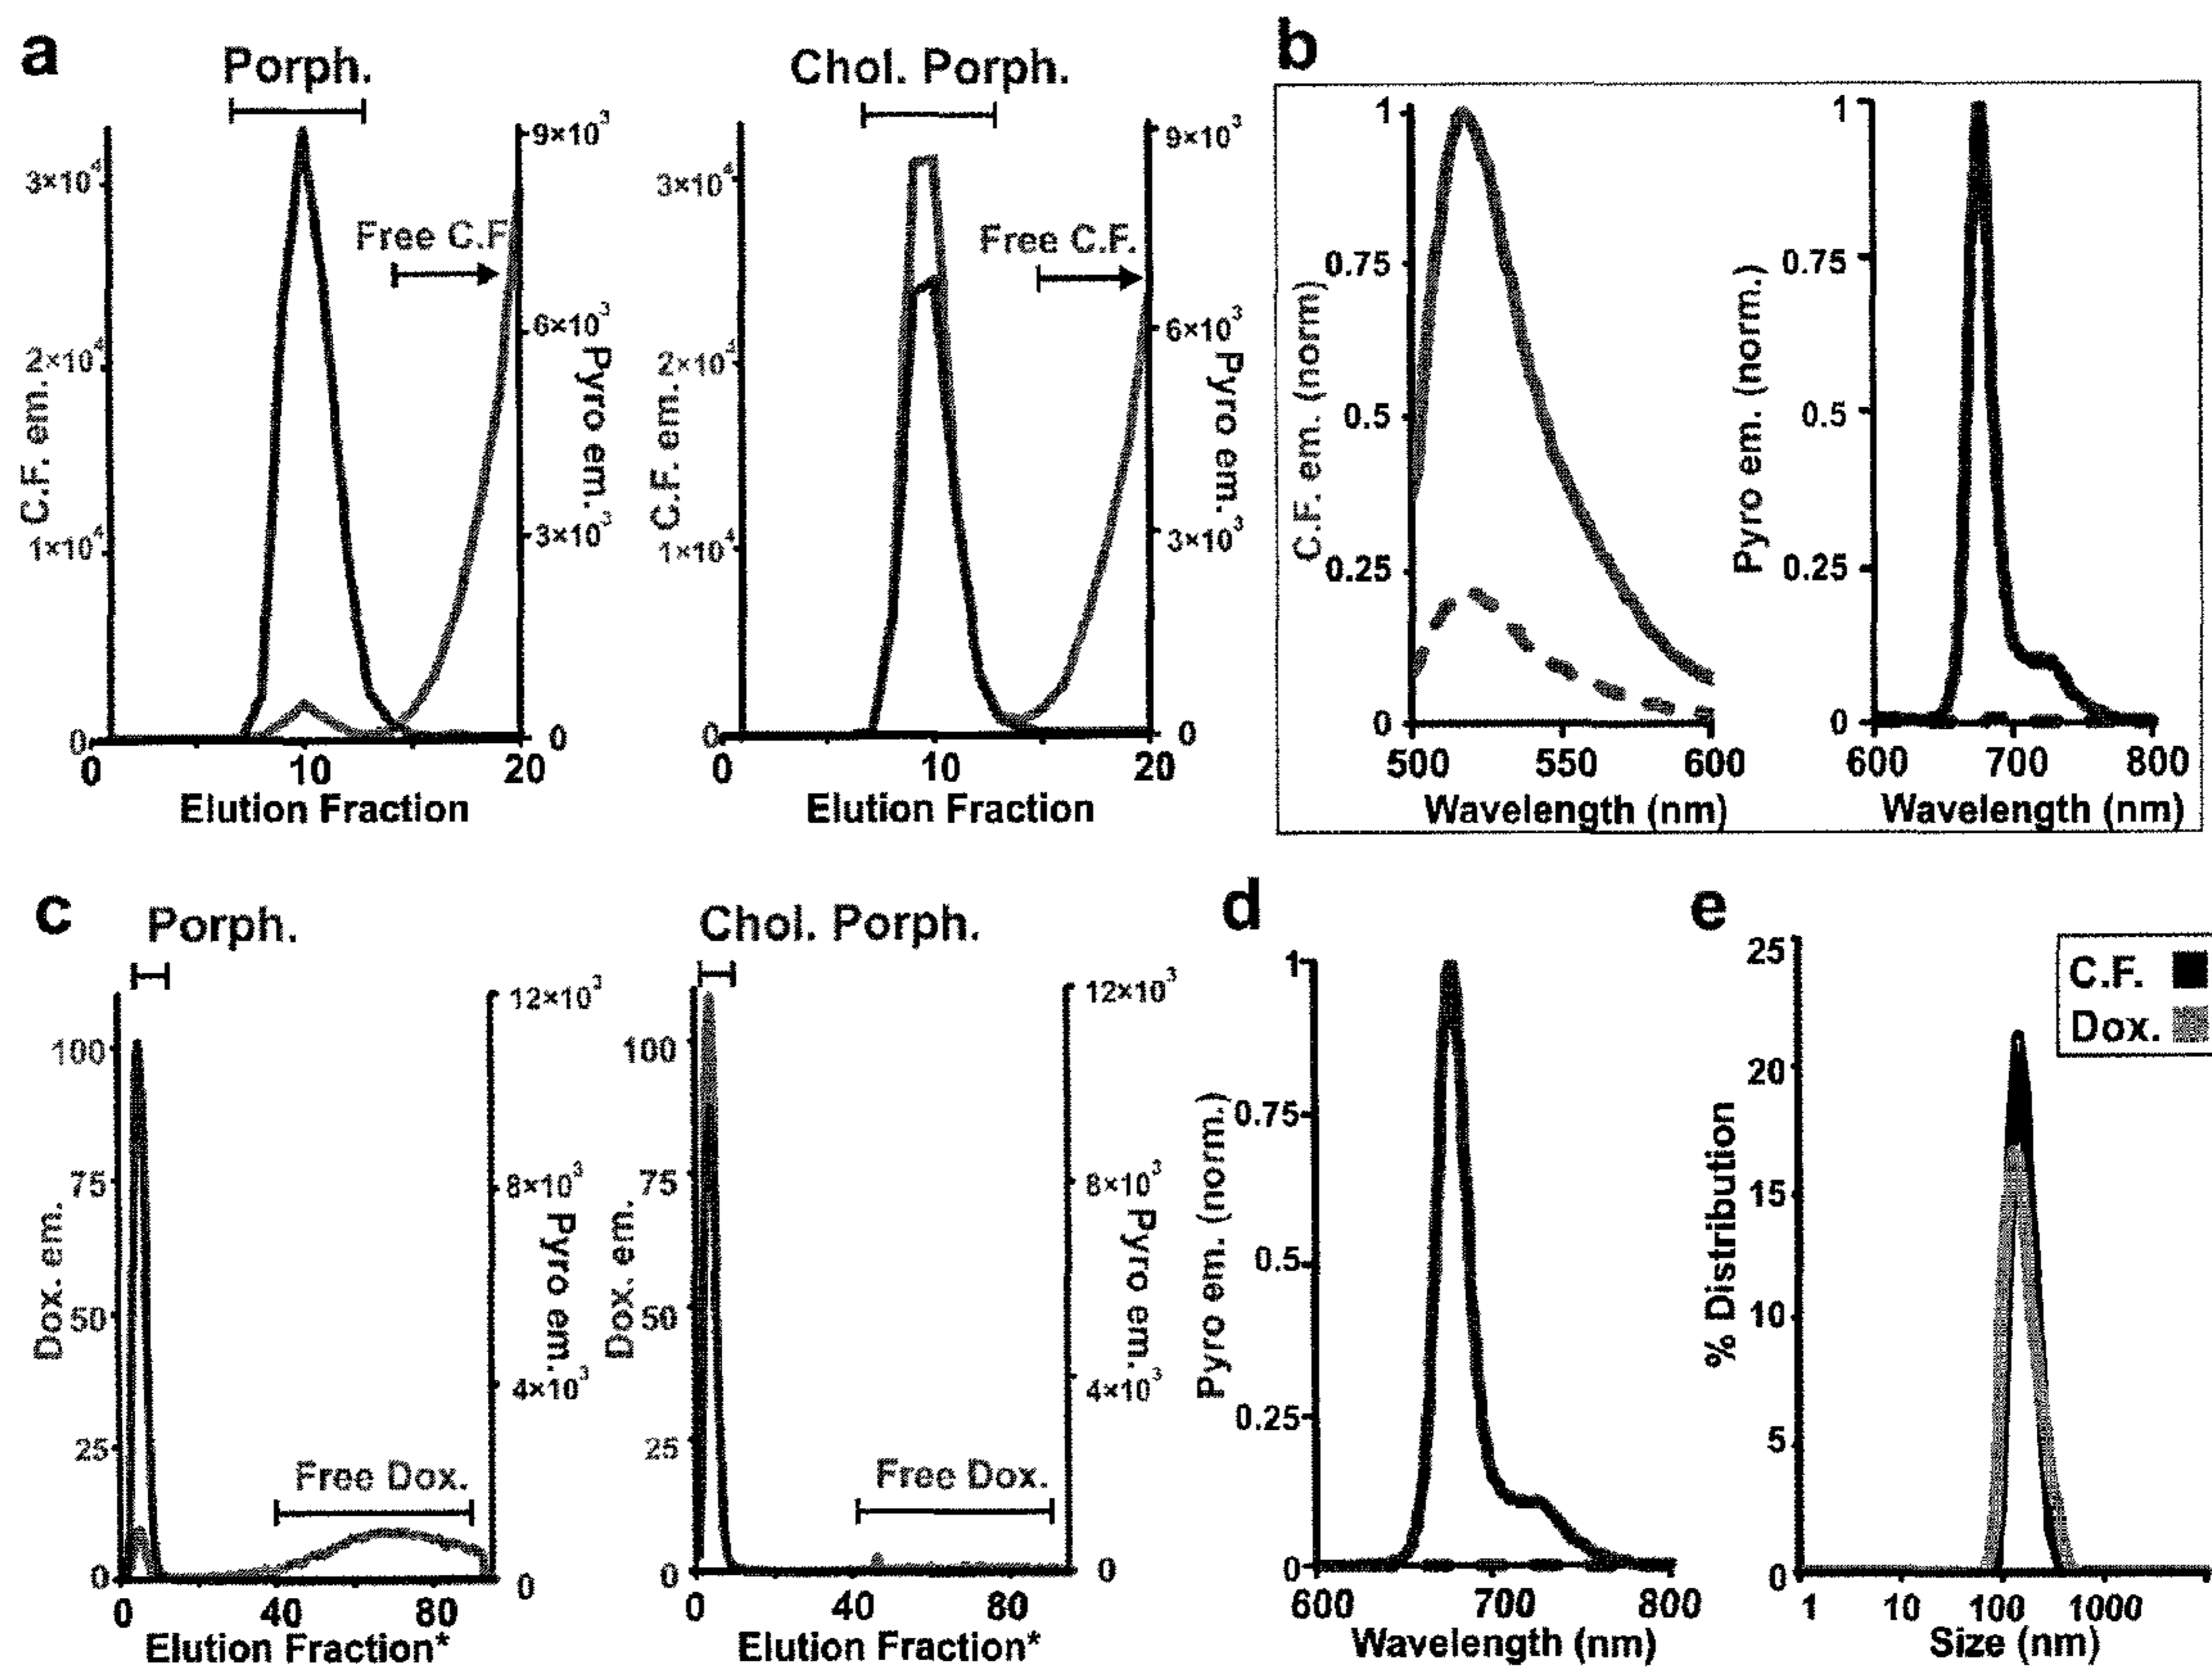 a
Porph.
3×10⁴
2×10⁴
1×10⁴
0
C.F. em.
Free C.F.
9×10³
6×10³
3×10³
0
Pyro em.
0 10 20
Elution Fraction
Chol. Porph.
3×10⁴
2×10³
1×10⁴
0
C.F. em.
Free C.F.
9×10³
6×10³
3×10³
0
Pyro em.
0 10 20
Elution Fraction
b
1
0.75
0.5
0.25
0
C.F. em. (norm)
500 550 600
Wavelength (nm)
1
0.75
0.5
0.25
0
Pyro em. (norm.)
600 700 800
Wavelength (nm)
c
Porph.
100
75
50
25
0
Dox. em.
Free Dox.
12×10³
8×10³
4×10³
0
Pyro em.
0 40 80
Elution Fraction*
Chol. Porph.
100
75
50
25
0
Dox. em.
Free Dox.
12×10³
8×10³
4×10³
0
Pyro em.
0 40 80
Elution Fraction*
d
1
0.75
0.5
0.25
0
Pyro em. (norm.)
600 700 800
Wavelength (nm)
e
25
20
15
10
5
0
% Distribution
C.F.
Dox.
1 10 100 1000
Size (nm)